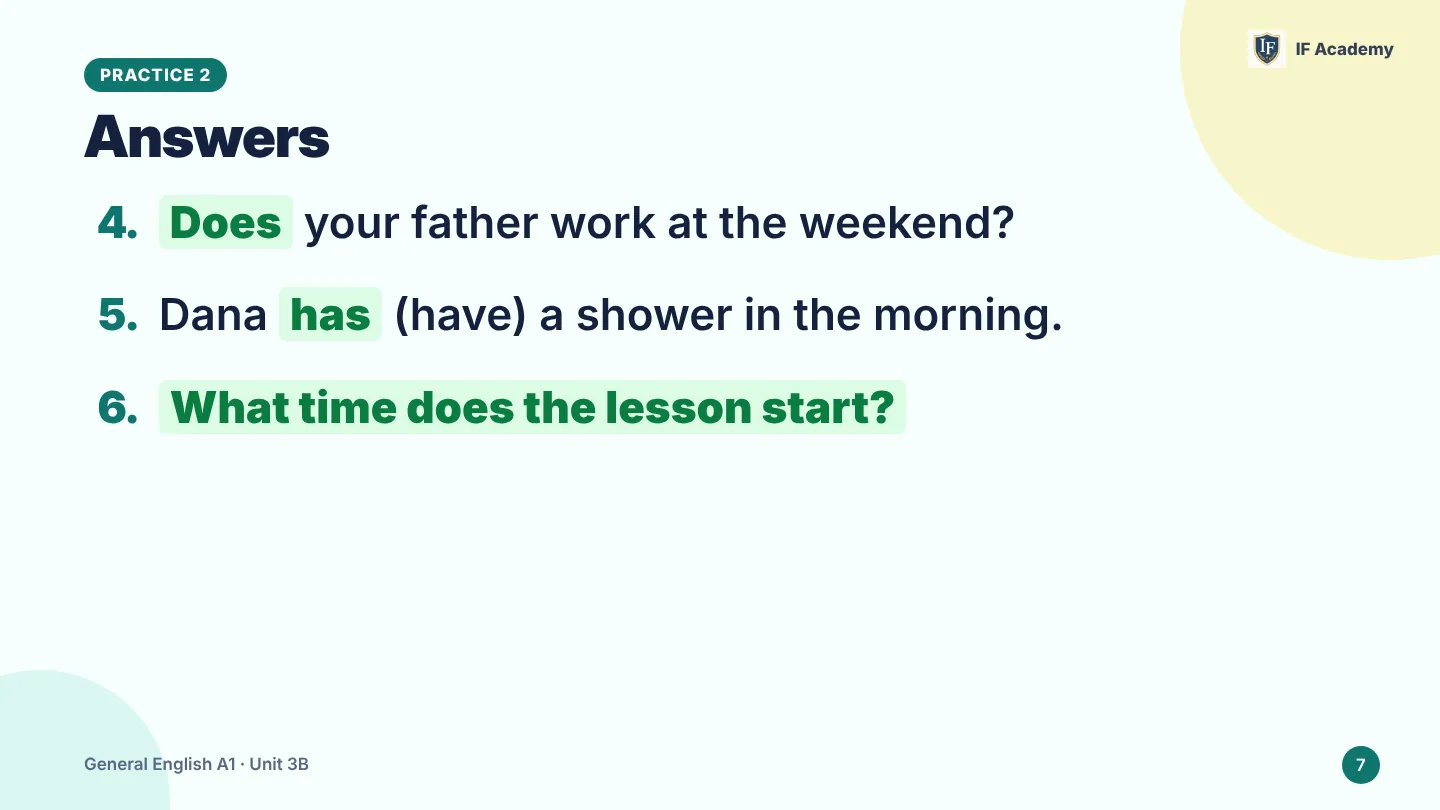 IF Academy
PRACTICE 2
Answers
4. Does your father work at the weekend?
5. Dana has (have) a shower in the morning.
6. What time does the lesson start?
General English A1 · Unit 3B
7